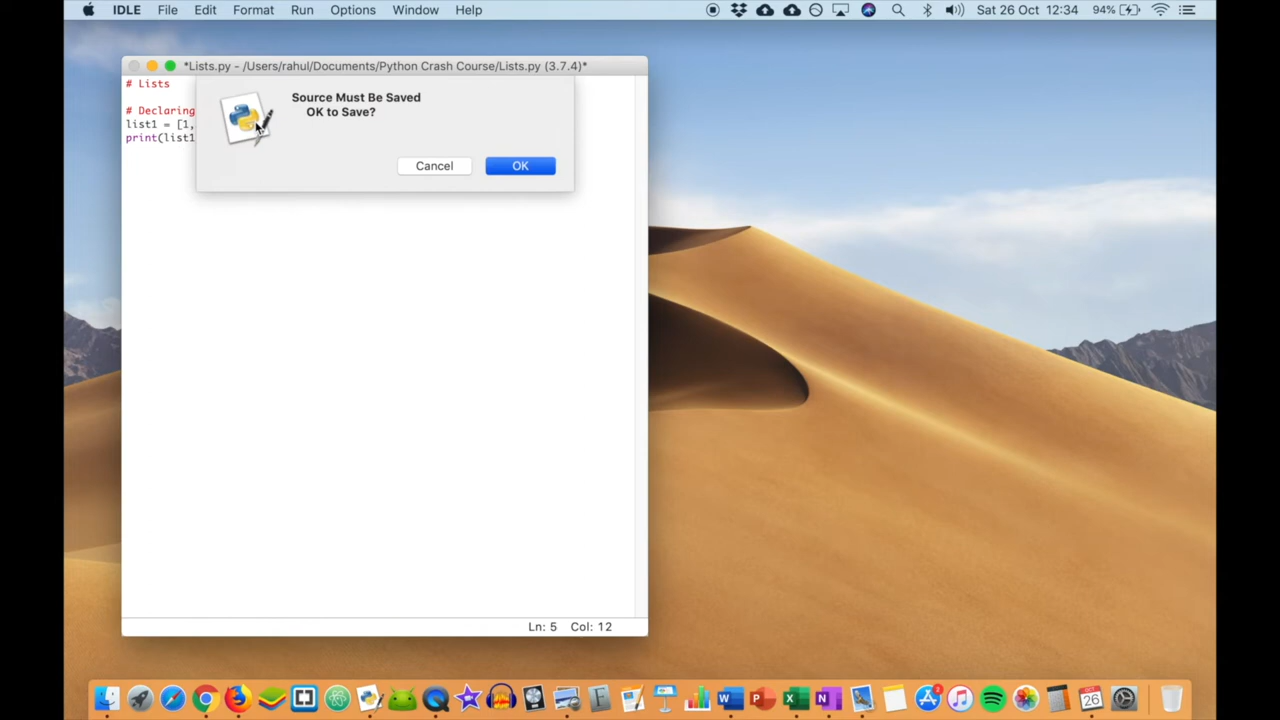 IDLE File Edit Format Run Options Window Help Sat 26 Oct 12:34 94%
*Lists.py - /Users/rahul/Documents/Python Crash Course/Lists.py (3.7.4)*
# Lists
Source Must Be Saved
OK to Save?
# Declaring
list1 = [1,
print(list1
Cancel OK
Ln: 5 Col: 12
W P X N 26